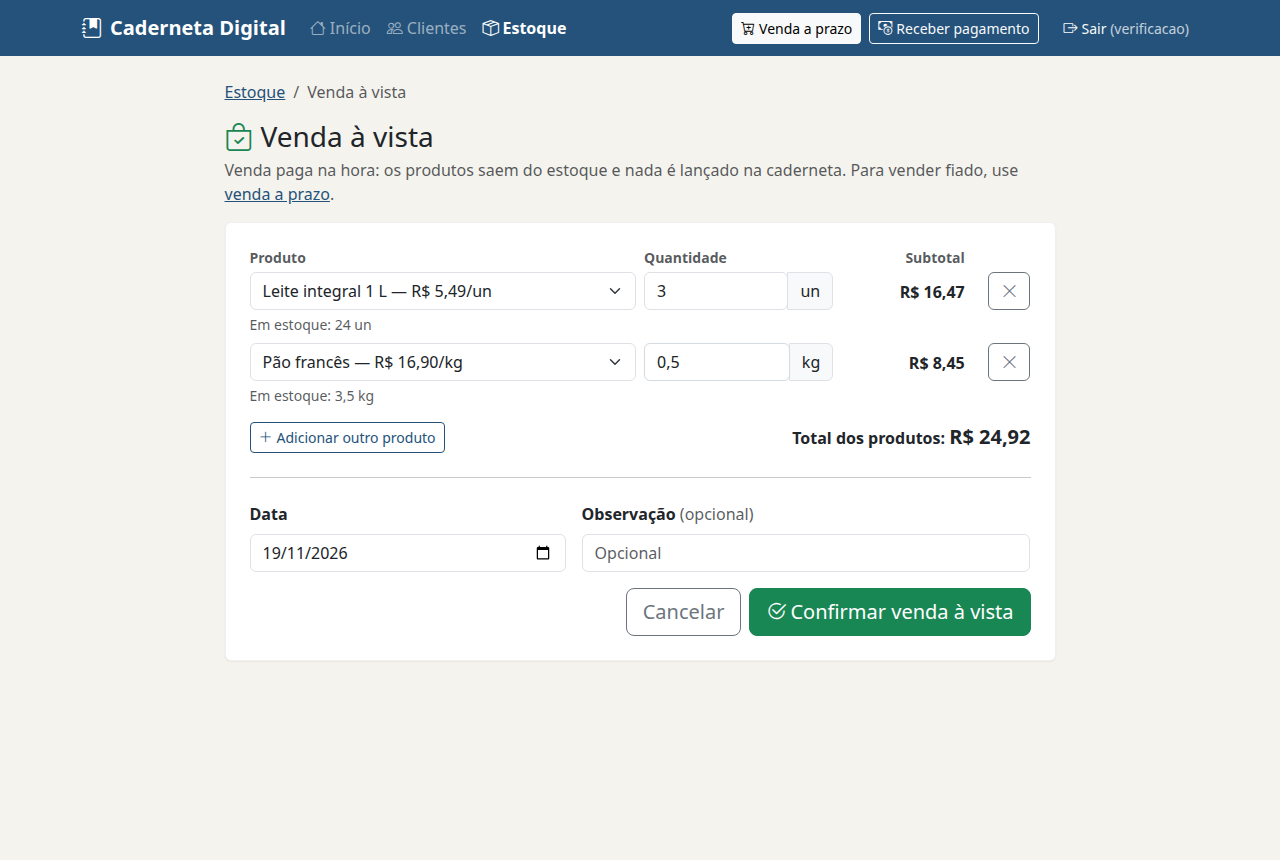 Caderneta Digital Início Clientes Estoque Venda a prazo Receber pagamento Sair (verificacao)
Estoque / Venda à vista
Venda à vista
Venda paga na hora: os produtos saem do estoque e nada é lançado na caderneta. Para vender fiado, use
venda a prazo.
Produto Quantidade Subtotal
Leite integral 1 L — R$ 5,49/un 3 un R$ 16,47
Em estoque: 24 un
Pão francês — R$ 16,90/kg 0,5 kg R$ 8,45
Em estoque: 3,5 kg
Adicionar outro produto Total dos produtos: R$ 24,92
Data Observação (opcional)
19/11/2026 Opcional
Cancelar Confirmar venda à vista